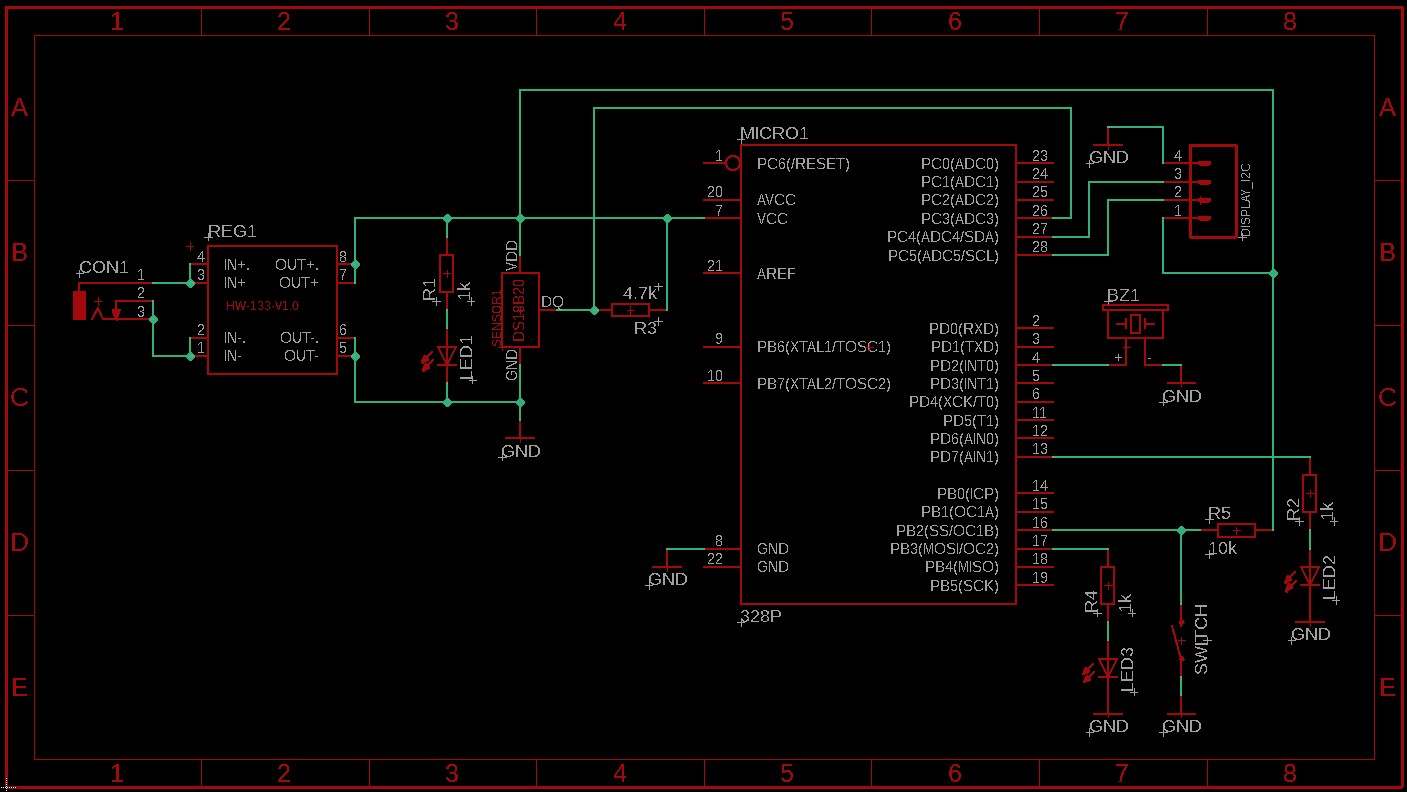 1 2 3 4 5 6 7 8
A A
B B
C C
D D
E E
1 2 3 4 5 6 7 8
CON1
1
2
3
REG1
4 IN+. OUT+. 8
3 IN+ OUT+ 7
HW-133-V1.0
2 IN-. OUT-. 6
1 IN- OUT- 5
R1
1k
LED1
SENSOR1
DS18B20
VDD
DQ
GND
GND
4.7k
R3
MICRO1
1 PC6(/RESET)
20 AVCC
7 VCC
21 AREF
9 PB6(XTAL1/TOSC1)
10 PB7(XTAL2/TOSC2)
8 GND
22 GND
GND
328P
PC0(ADC0) 23
PC1(ADC1) 24
PC2(ADC2) 25
PC3(ADC3) 26
PC4(ADC4/SDA) 27
PC5(ADC5/SCL) 28
PD0(RXD) 2
PD1(TXD) 3
PD2(INT0) 4
PD3(INT1) 5
PD4(XCK/T0) 6
PD5(T1) 11
PD6(AIN0) 12
PD7(AIN1) 13
PB0(ICP) 14
PB1(OC1A) 15
PB2(SS/OC1B) 16
PB3(MOSI/OC2) 17
PB4(MISO) 18
PB5(SCK) 19
GND
4
3
2
1
DISPLAY_I2C
BZ1
+ -
GND
R5
10k
R2
1k
LED2
GND
R4
1k
LED3
GND
SWITCH
GND